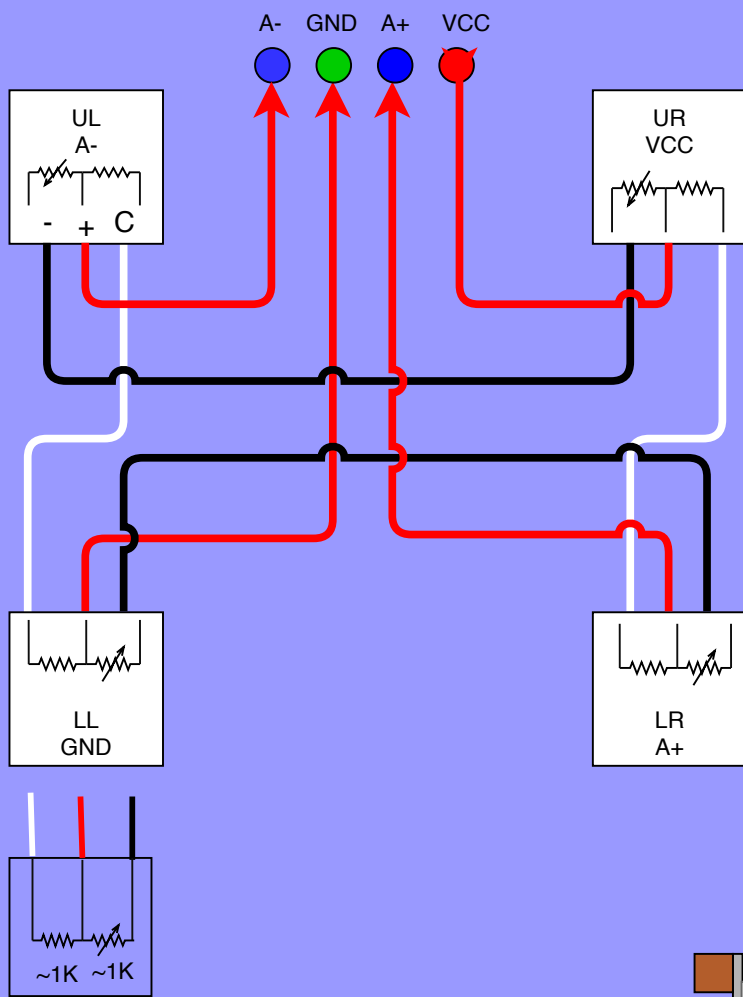 A- GND A+ VCC
UL
A-
- + C
UR
VCC
LL
GND
LR
A+
~1K ~1K